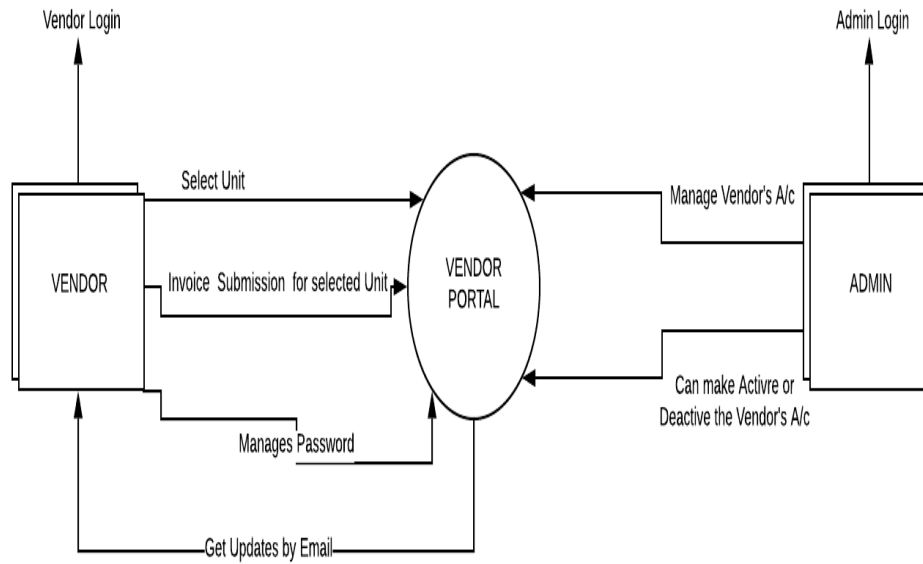 Vendor Login
Admin Login
Select Unit
Manage Vendor's A/c
VENDOR
Invoice Submission for selected Unit
VENDOR
PORTAL
ADMIN
Can make Activre or
Deactive the Vendor's A/c
Manages Password
Get Updates by Email